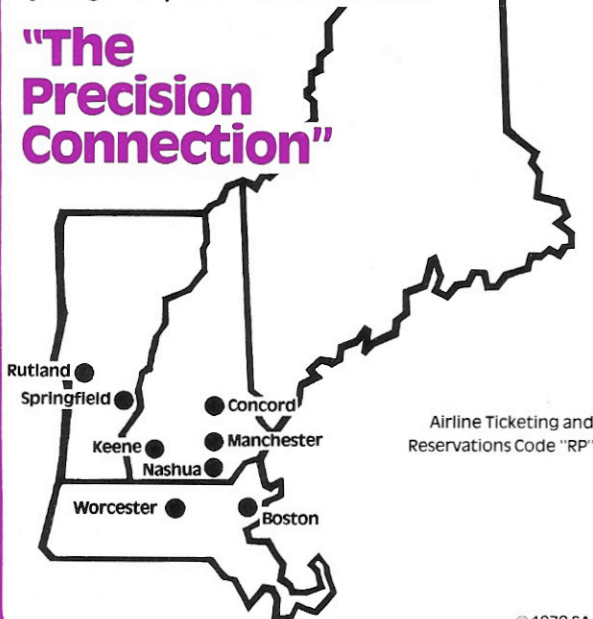 "The
Precision
Connection"
Rutland
Springfield
Concord
Keene
Manchester
Nashua
Airline Ticketing and
Reservations Code "RP"
Worcester
Boston